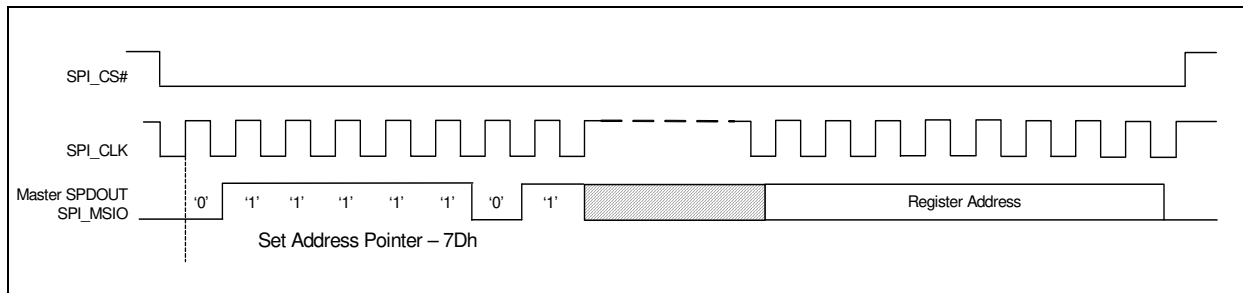 SPI_CS#
SPI_CLK
Master SPDOUT
SPI_MSIO
‘0’ ‘1’ ‘1’ ‘1’ ‘1’ ‘1’ ‘0’ ‘1’ Register Address
Set Address Pointer – 7Dh